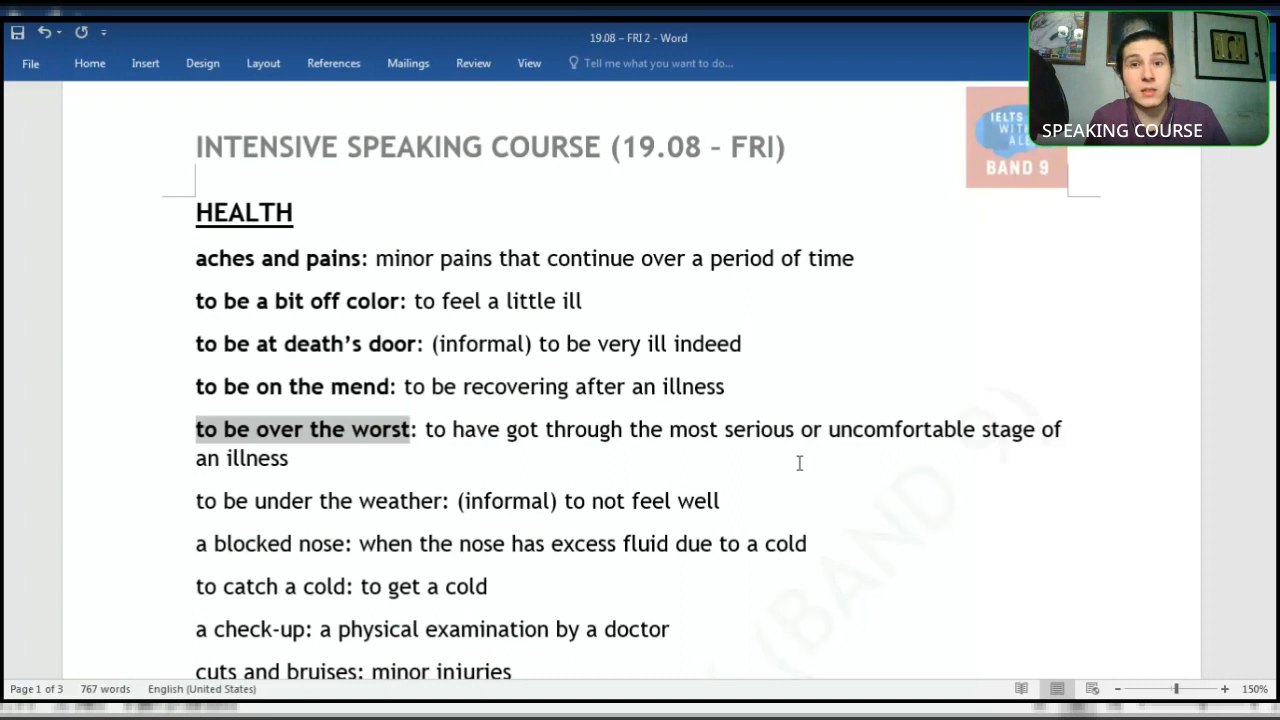 19.08 – FRI 2 - Word
File Home Insert Design Layout References Mailings Review View Tell me what you want to do...
SPEAKING COURSE
INTENSIVE SPEAKING COURSE (19.08 – FRI)
IELTS
WITH
ALE
BAND 9
HEALTH
aches and pains: minor pains that continue over a period of time
to be a bit off color: to feel a little ill
to be at death’s door: (informal) to be very ill indeed
to be on the mend: to be recovering after an illness
to be over the worst: to have got through the most serious or uncomfortable stage of
an illness
to be under the weather: (informal) to not feel well
a blocked nose: when the nose has excess fluid due to a cold
to catch a cold: to get a cold
a check-up: a physical examination by a doctor
cuts and bruises: minor injuries
(BAND 9)
Page 1 of 3 767 words English (United States) 150%